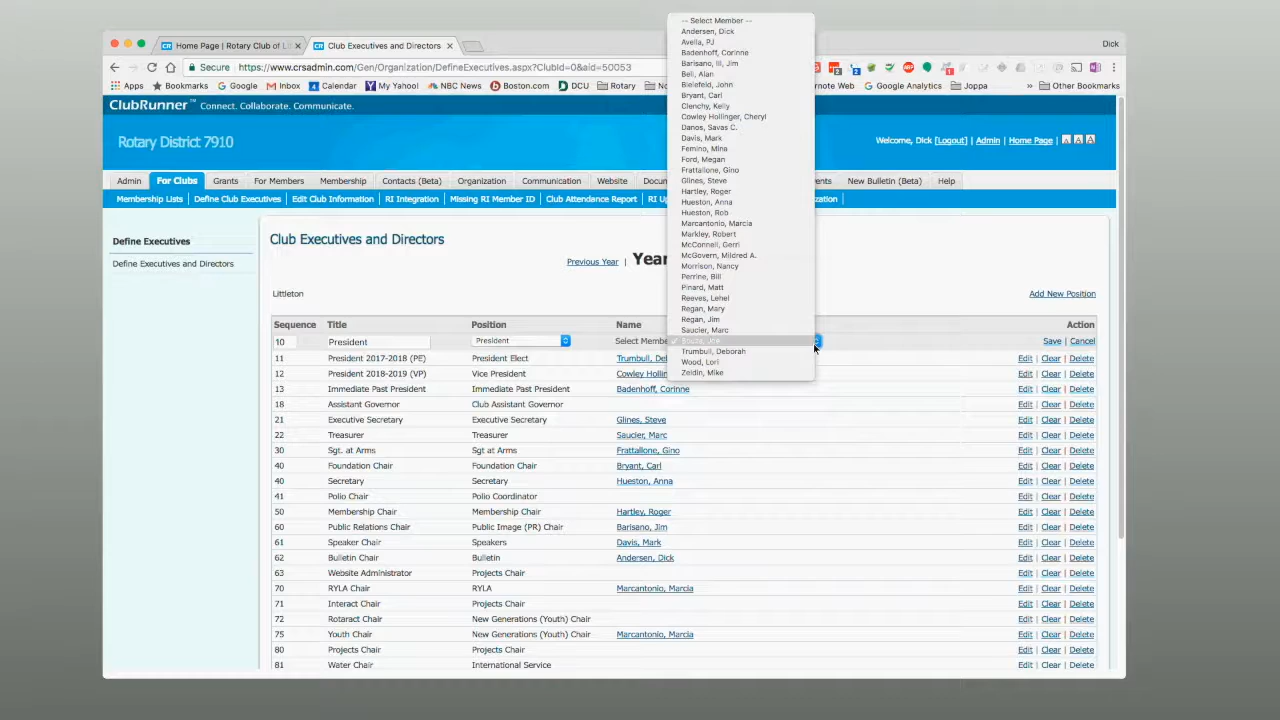 -- Select Member --
Andersen, Dick
Avella, PJ
Badenhoff, Corinne
Barisano, III, Jim
Bell, Alan
Bielefeld, John
Bryant, Carl
Clenchy, Kelly
Cowley Hollinger, Cheryl
Danos, Savas C.
Davis, Mark
Femino, Mina
Ford, Megan
Frattallone, Gino
Glines, Steve
Hartley, Roger
Hueston, Anna
Hueston, Rob
Marcantonio, Marcia
Markley, Robert
McConnell, Gerri
McGovern, Mildred A.
Morrison, Nancy
Perrine, Bill
Pinard, Matt
Reeves, Lehel
Regan, Mary
Regan, Jim
Saucier, Marc
Trumbull, Deborah
Wood, Lori
Zeldin, Mike
Home Page | Rotary Club of Li
Club Executives and Directors
Dick
Secure
https://www.crsadmin.com/Gen/Organization/DefineExecutives.aspx?ClubId=0&aid=50053
Apps Bookmarks Google Inbox Calendar My Yahoo! NBC News Boston.com DCU Rotary
ernote Web Google Analytics Joppa » Other Bookmarks
ClubRunner™ Connect. Collaborate. Communicate.
Rotary District 7910
Welcome, Dick [Logout] | Admin | Home Page | A A A
Admin For Clubs Grants For Members Membership Contacts (Beta) Organization Communication Website Docum
ents New Bulletin (Beta) Help
Membership Lists Define Club Executives Edit Club Information RI Integration Missing RI Member ID Club Attendance Report RI Up
ization
Define Executives
Define Executives and Directors
Club Executives and Directors
Previous Year | Year
Littleton
Add New Position
Sequence Title Position Name Action
10 President President Select Membe Save | Cancel
11 President 2017-2018 (PE) President Elect Trumbull, Del Edit | Clear | Delete
12 President 2018-2019 (VP) Vice President Cowley Hollin Edit | Clear | Delete
13 Immediate Past President Immediate Past President Badenhoff, Corinne Edit | Clear | Delete
18 Assistant Governor Club Assistant Governor Edit | Clear | Delete
21 Executive Secretary Executive Secretary Glines, Steve Edit | Clear | Delete
22 Treasurer Treasurer Saucier, Marc Edit | Clear | Delete
30 Sgt. at Arms Sgt. at Arms Frattallone, Gino Edit | Clear | Delete
40 Foundation Chair Foundation Chair Bryant, Carl Edit | Clear | Delete
40 Secretary Secretary Hueston, Anna Edit | Clear | Delete
41 Polio Chair Polio Coordinator Edit | Clear | Delete
50 Membership Chair Membership Chair Hartley, Roger Edit | Clear | Delete
60 Public Relations Chair Public Image (PR) Chair Barisano, Jim Edit | Clear | Delete
61 Speaker Chair Speakers Davis, Mark Edit | Clear | Delete
62 Bulletin Chair Bulletin Andersen, Dick Edit | Clear | Delete
63 Website Administrator Projects Chair Edit | Clear | Delete
70 RYLA Chair RYLA Marcantonio, Marcia Edit | Clear | Delete
71 Interact Chair Projects Chair Edit | Clear | Delete
72 Rotaract Chair New Generations (Youth) Chair Edit | Clear | Delete
75 Youth Chair New Generations (Youth) Chair Marcantonio, Marcia Edit | Clear | Delete
80 Projects Chair Projects Chair Edit | Clear | Delete
81 Water Chair International Service Edit | Clear | Delete